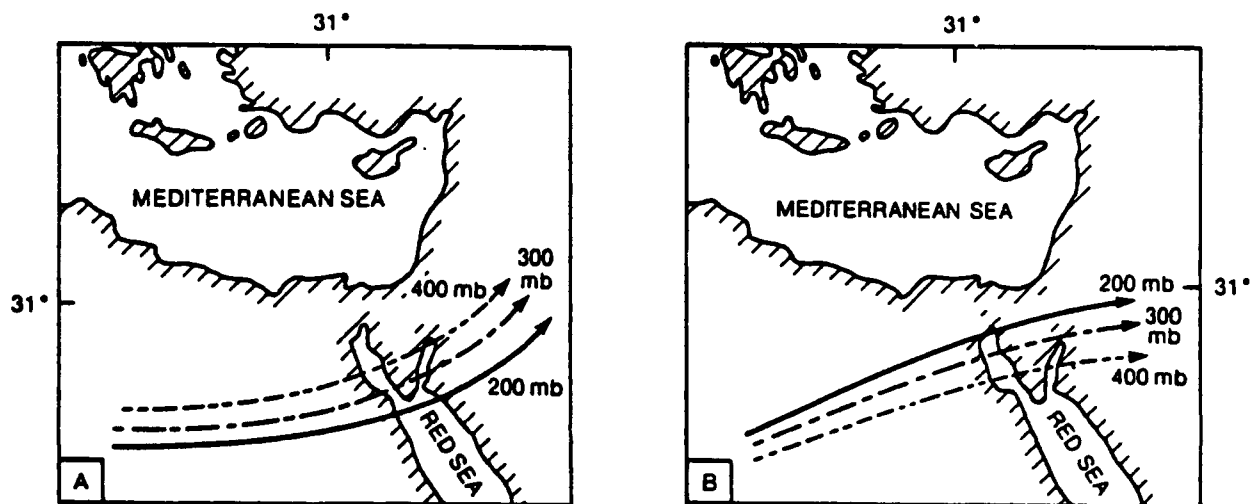 31°
MEDITERRANEAN SEA
300
mb
400 mb
31°
200 mb
RED SEA
A
31°
MEDITERRANEAN SEA
200 mb
31°
300
mb
400 mb
RED SEA
B